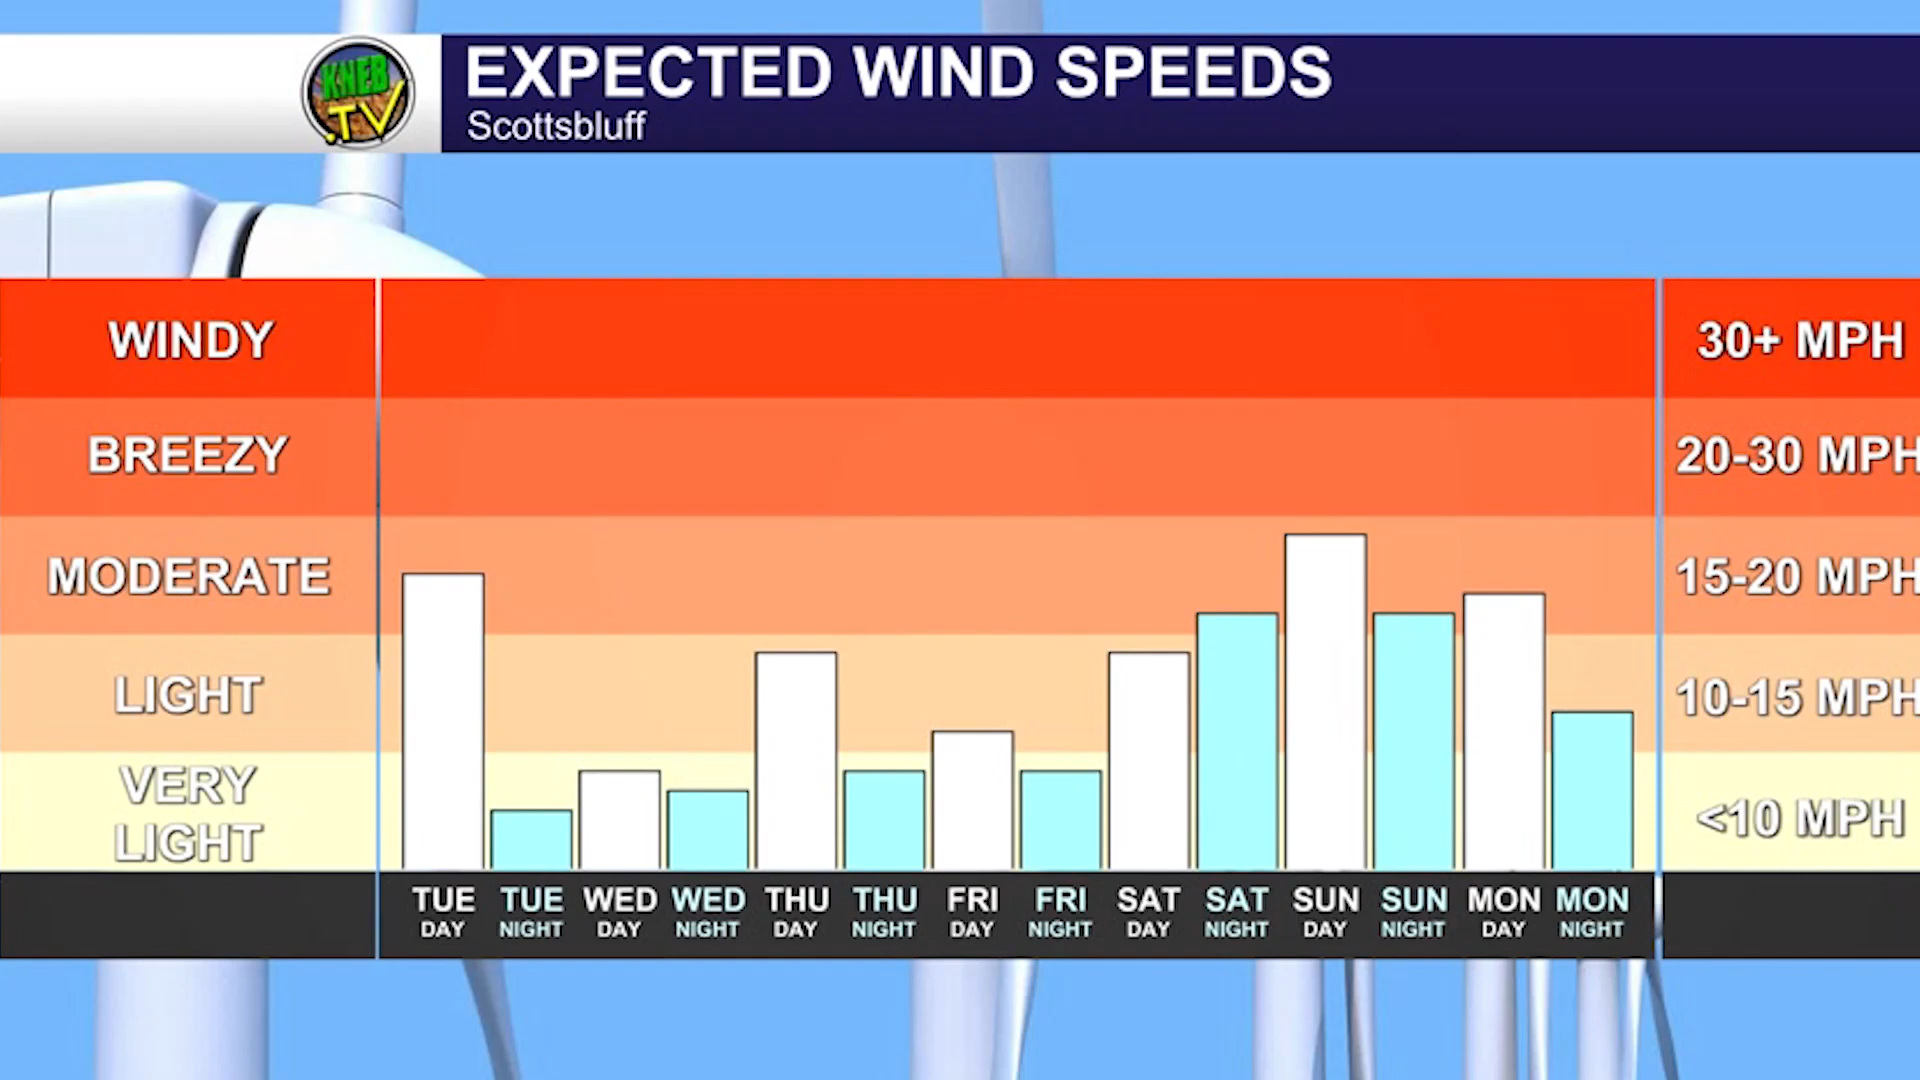 KNEB
.TV
EXPECTED WIND SPEEDS
Scottsbluff
WINDY
30+ MPH
BREEZY
20-30 MPH
MODERATE
15-20 MPH
LIGHT
10-15 MPH
VERY
LIGHT
<10 MPH
TUE TUE WED WED THU THU FRI FRI SAT SAT SUN SUN MON MON
DAY NIGHT DAY NIGHT DAY NIGHT DAY NIGHT DAY NIGHT DAY NIGHT DAY NIGHT